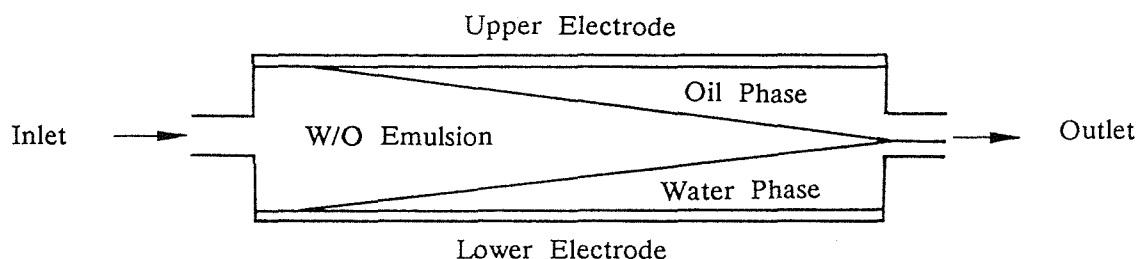 Upper Electrode
Oil Phase
Inlet
W/O Emulsion
Outlet
Water Phase
Lower Electrode